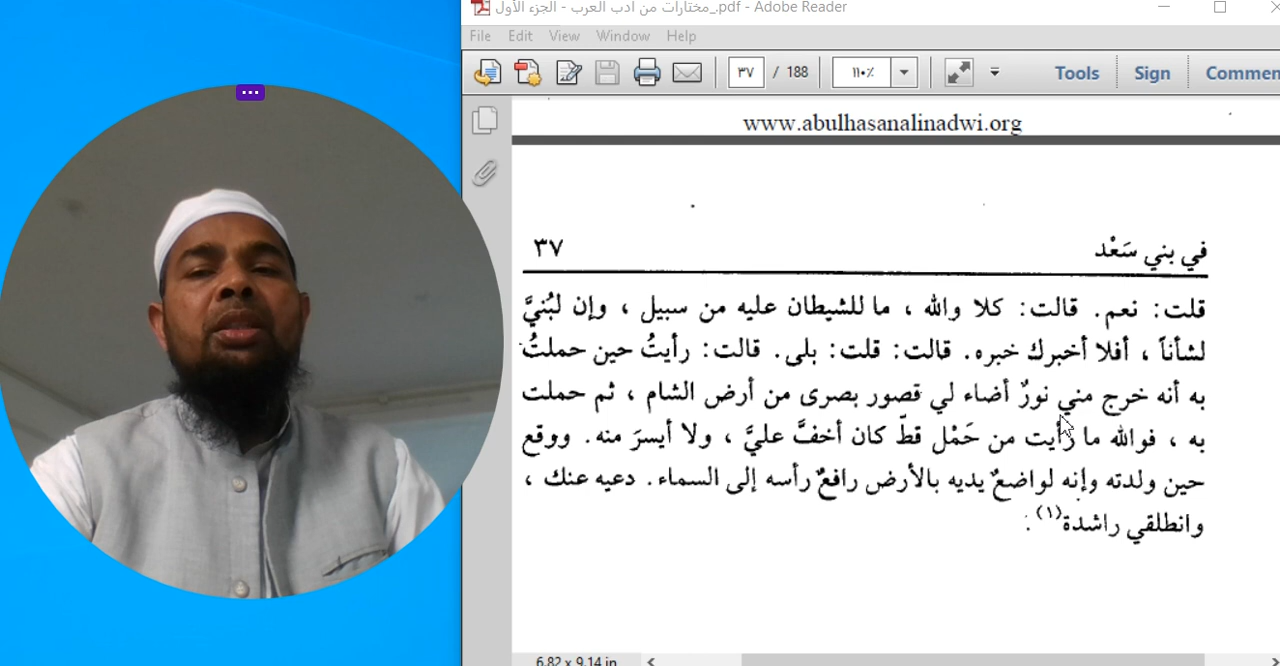 مختارات من أدب العرب - الجزء الأول_.pdf - Adobe Reader
File Edit View Window Help
٣٧ / 188 ١١٠٪ Tools Sign Commen
www.abulhasanalinadwi.org
في بني سَعْد ٣٧
قلت: نعم. قالت: كلا والله ، ما للشيطان عليه من سبيل ، وإن لبُنيَّ
لشأناً ، أفلا أخبرك خبره. قالت: قلت: بلى. قالت: رأيتُ حين حملتُ
به أنه خرج مني نورٌ أضاء لي قصور بصرى من أرض الشام ، ثم حملت
به ، فوالله ما رأيت من حَمْل قطّ كان أخفَّ عليَّ ، ولا أيسرَ منه. ووقع
حين ولدته وإنه لواضعٌ يديه بالأرض رافعٌ رأسه إلى السماء. دعيه عنك ،
وانطلقي راشدة(١).
6.82 x 9.14 in